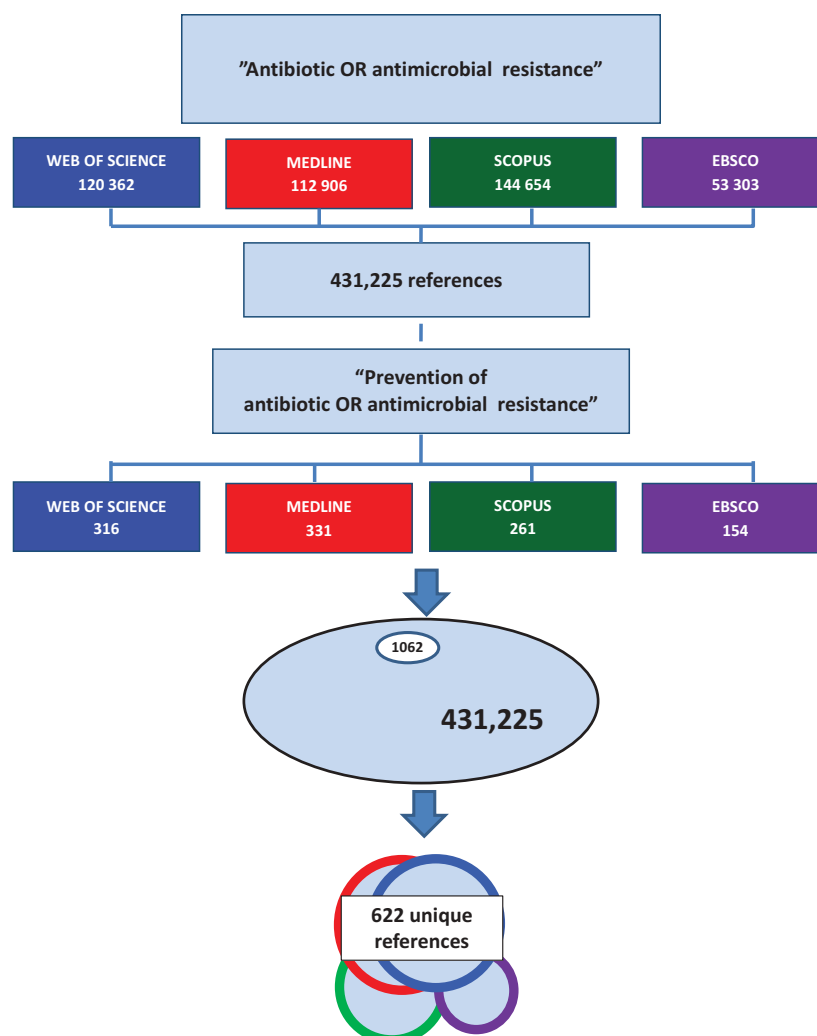 ”Antibiotic OR antimicrobial resistance”
WEB OF SCIENCE
120 362
MEDLINE
112 906
SCOPUS
144 654
EBSCO
53 303
431,225 references
“Prevention of
antibiotic OR antimicrobial resistance”
WEB OF SCIENCE
316
MEDLINE
331
SCOPUS
261
EBSCO
154
1062
431,225
622 unique
references